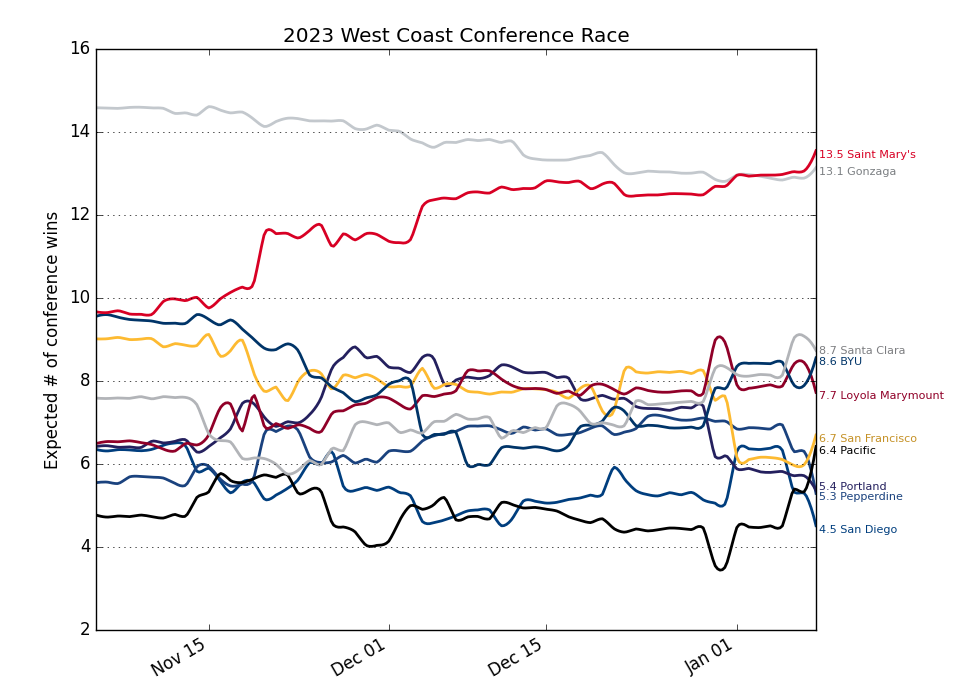 2023 West Coast Conference Race
Expected # of conference wins
16
14
12
10
8
6
4
2
Nov 15
Dec 01
Dec 15
Jan 01
13.5 Saint Mary's
13.1 Gonzaga
8.7 Santa Clara
8.6 BYU
7.7 Loyola Marymount
6.7 San Francisco
6.4 Pacific
5.4 Portland
5.3 Pepperdine
4.5 San Diego